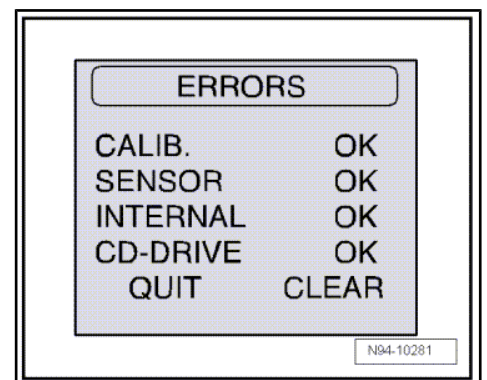 ERRORS
CALIB. OK
SENSOR OK
INTERNAL OK
CD-DRIVE OK
QUIT CLEAR
N94-10281